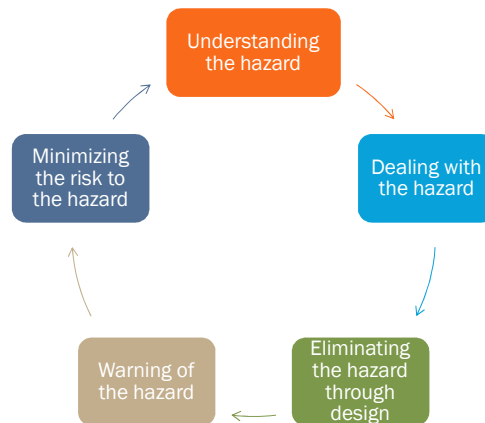 Understanding
the hazard
Dealing with
the hazard
Eliminating
the hazard
through
design
Warning of
the hazard
Minimizing
the risk to
the hazard